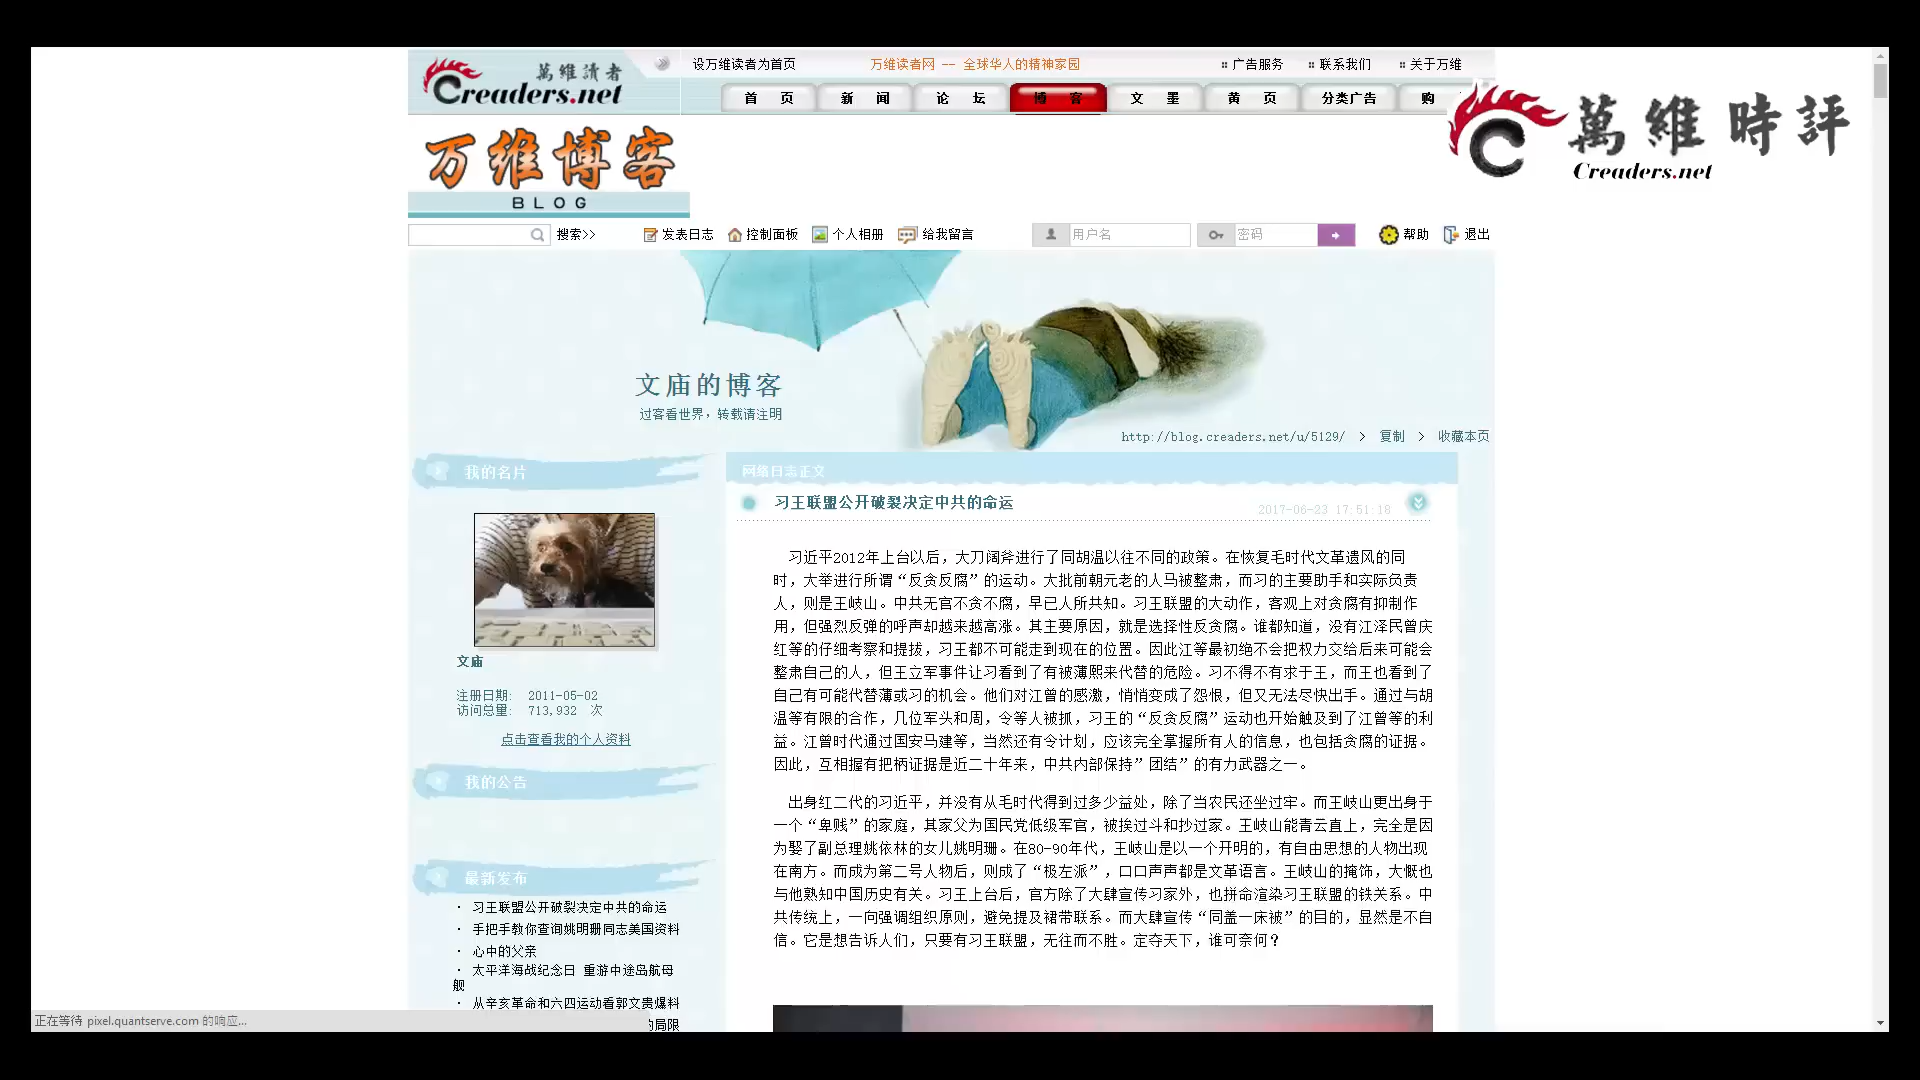 萬維讀者
Creaders.net
设万维读者为首页
万维读者网 -- 全球华人的精神家园
广告服务
联系我们
关于万维
首 页
新 闻
论 坛
博 客
文 墨
黄 页
分类广告
购
萬維時評
Creaders.net
万维博客
BLOG
搜索>>
发表日志
控制面板
个人相册
给我留言
用户名
密码
帮助
退出
文庙的博客
过客看世界,转载请注明
http://blog.creaders.net/u/5129/ > 复制 > 收藏本页
我的名片
文庙
注册日期: 2011-05-02
访问总量: 713,932 次
点击查看我的个人资料
我的公告
最新发布
· 习王联盟公开破裂决定中共的命运
· 手把手教你查询姚明珊同志美国资料
· 心中的父亲
· 太平洋海战纪念日 重游中途岛航母
舰
· 从辛亥革命和六四运动看郭文贵爆料
的局限
网络日志正文
习王联盟公开破裂决定中共的命运
2017-06-23 17:51:18
习近平2012年上台以后,大刀阔斧进行了同胡温以往不同的政策。在恢复毛时代文革遗风的同
时,大举进行所谓“反贪反腐”的运动。大批前朝元老的人马被整肃,而习的主要助手和实际负责
人,则是王岐山。中共无官不贪不腐,早已人所共知。习王联盟的大动作,客观上对贪腐有抑制作
用,但强烈反弹的呼声却越来越高涨。其主要原因,就是选择性反贪腐。谁都知道,没有江泽民曾庆
红等的仔细考察和提拔,习王都不可能走到现在的位置。因此江等最初绝不会把权力交给后来可能会
整肃自己的人,但王立军事件让习看到了有被薄熙来代替的危险。习不得不有求于王,而王也看到了
自己有可能代替薄或习的机会。他们对江曾的感激,悄悄变成了怨恨,但又无法尽快出手。通过与胡
温等有限的合作,几位军头和周,令等人被抓,习王的“反贪反腐”运动也开始触及到了江曾等的利
益。江曾时代通过国安马建等,当然还有令计划,应该完全掌握所有人的信息,也包括贪腐的证据。
因此,互相握有把柄证据是近二十年来,中共内部保持”团结”的有力武器之一。
出身红二代的习近平,并没有从毛时代得到过多少益处,除了当农民还坐过牢。而王岐山更出身于
一个“卑贱”的家庭,其家父为国民党低级军官,被挨过斗和抄过家。王岐山能青云直上,完全是因
为娶了副总理姚依林的女儿姚明珊。在80-90年代,王岐山是以一个开明的,有自由思想的人物出现
在南方。而成为第二号人物后,则成了“极左派”,口口声声都是文革语言。王岐山的掩饰,大慨也
与他熟知中国历史有关。习王上台后,官方除了大肆宣传习家外,也拼命渲染习王联盟的铁关系。中
共传统上,一向强调组织原则,避免提及裙带联系。而大肆宣传“同盖一床被”的目的,显然是不自
信。它是想告诉人们,只要有习王联盟,无往而不胜。定夺天下,谁可奈何?
正在等待 pixel.quantserve.com 的响应...